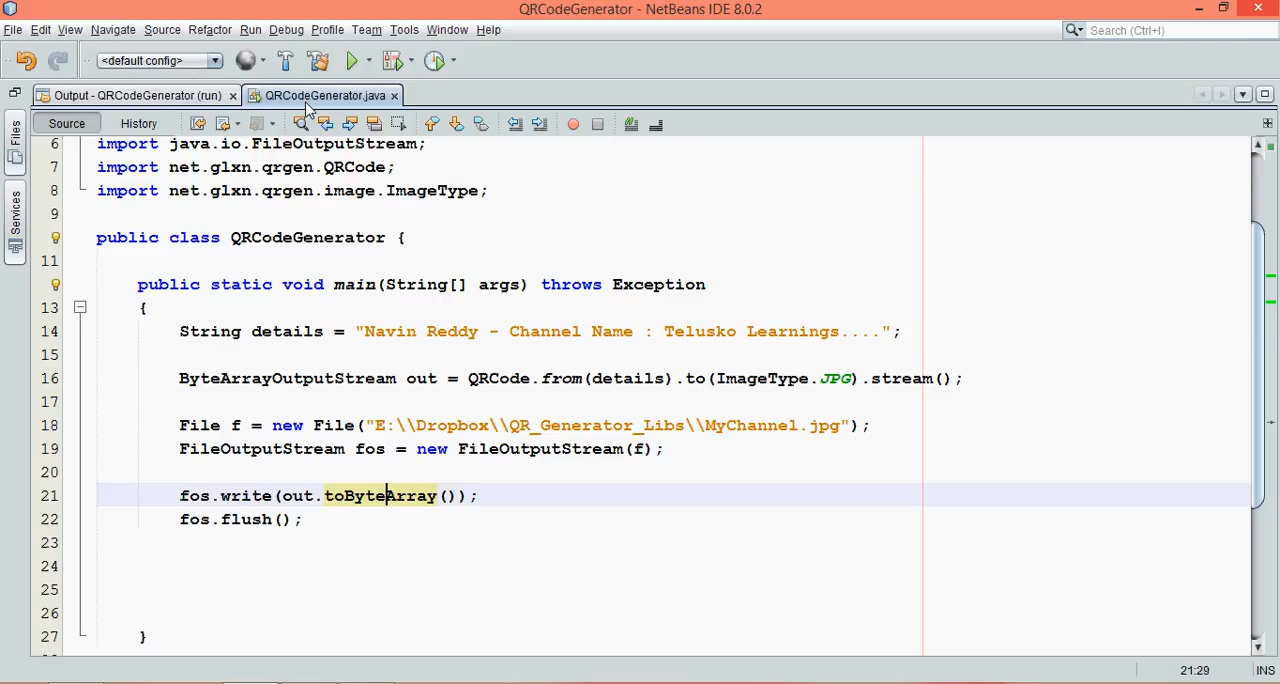 QRCodeGenerator - NetBeans IDE 8.0.2
File Edit View Navigate Source Refactor Run Debug Profile Team Tools Window Help
Search (Ctrl+I)
<default config>
Output - QRCodeGenerator (run)
QRCodeGenerator.java
Files
Services
Source History
6 import java.io.FileOutputStream;
7 import net.glxn.qrgen.QRCode;
8 import net.glxn.qrgen.image.ImageType;
9
public class QRCodeGenerator {
11
public static void main(String[] args) throws Exception
13 {
14 String details = "Navin Reddy - Channel Name : Telusko Learnings....";
15
16 ByteArrayOutputStream out = QRCode.from(details).to(ImageType.JPG).stream();
17
18 File f = new File("E:\\Dropbox\\QR_Generator_Libs\\MyChannel.jpg");
19 FileOutputStream fos = new FileOutputStream(f);
20
21 fos.write(out.toByteArray());
22 fos.flush();
23
24
25
26
27 }
21:29 INS